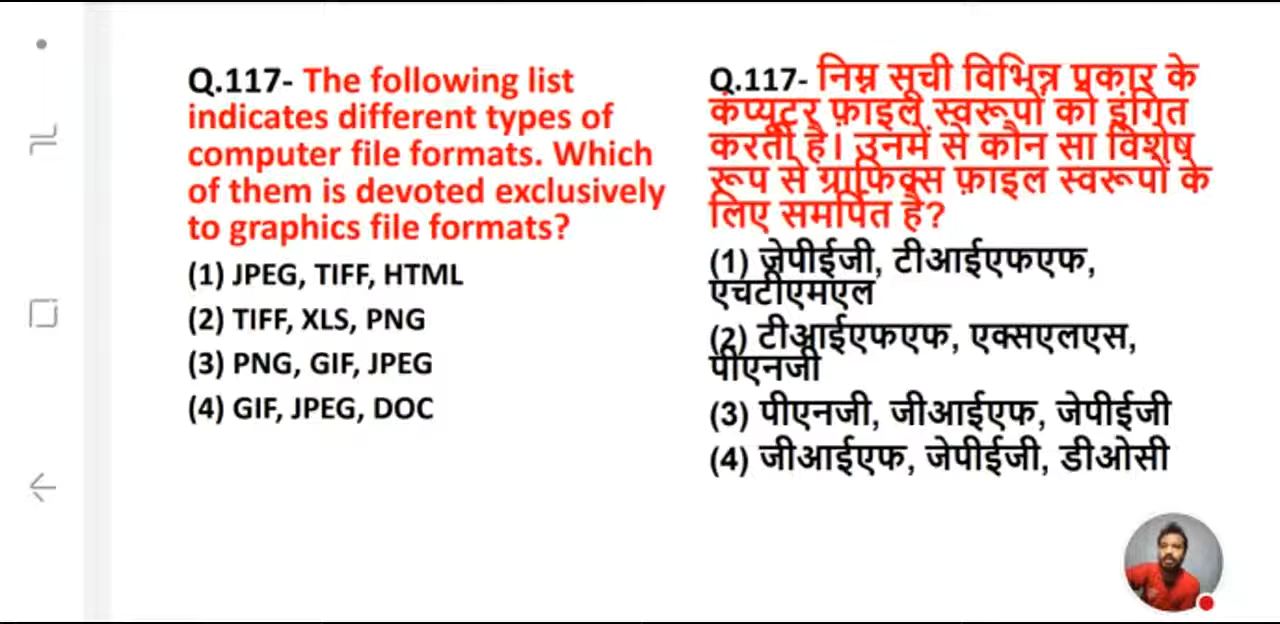 Q.117- The following list
indicates different types of
computer file formats. Which
of them is devoted exclusively
to graphics file formats?
(1) JPEG, TIFF, HTML
(2) TIFF, XLS, PNG
(3) PNG, GIF, JPEG
(4) GIF, JPEG, DOC
Q.117- निम्न सूची विभिन्न प्रकार के
कंप्यूटर फ़ाइल स्वरूपों को इंगित
करती है। उनमें से कौन सा विशेष
रूप से ग्राफिक्स फ़ाइल स्वरूपों के
लिए समर्पित है?
(1) जेपीईजी, टीआईएफएफ,
एचटीएमएल
(2) टीआईएफएफ, एक्सएलएस,
पीएनजी
(3) पीएनजी, जीआईएफ, जेपीईजी
(4) जीआईएफ, जेपीईजी, डीओसी